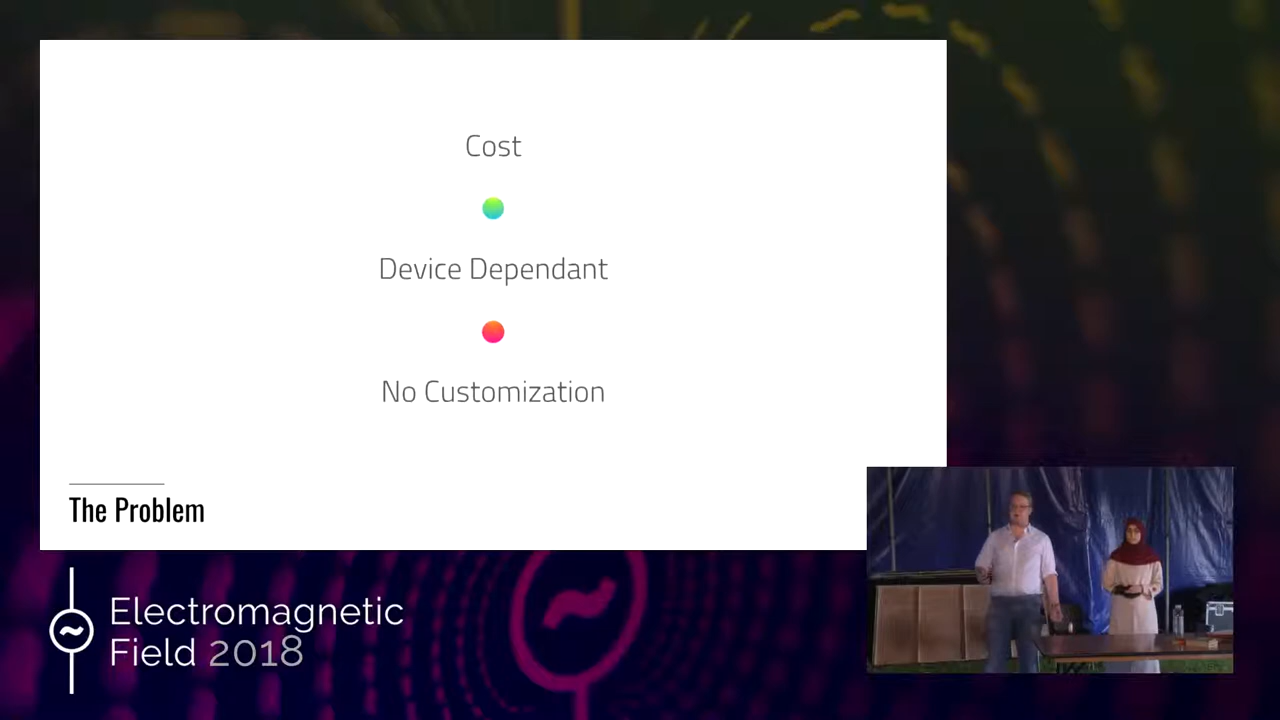 Cost
Device Dependant
No Customization
The Problem
Electromagnetic
Field 2018